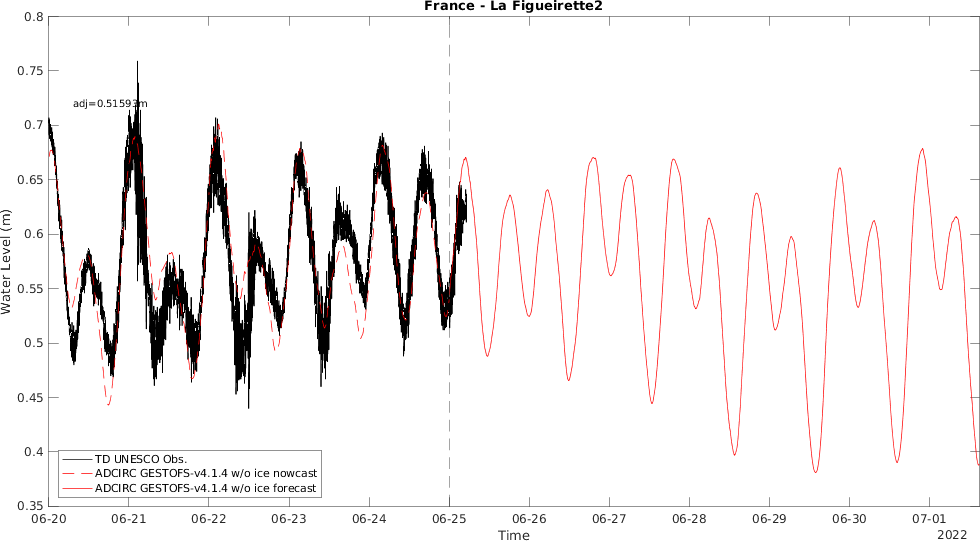 France - La Figueirette2
0.8
0.75
0.7
0.65
0.6
0.55
0.5
0.45
0.4
0.35
Water Level (m)
adj=0.51593m
TD UNESCO Obs.
ADCIRC GESTOFS-v4.1.4 w/o ice nowcast
ADCIRC GESTOFS-v4.1.4 w/o ice forecast
06-20 06-21 06-22 06-23 06-24 06-25 06-26 06-27 06-28 06-29 06-30 07-01
Time
2022